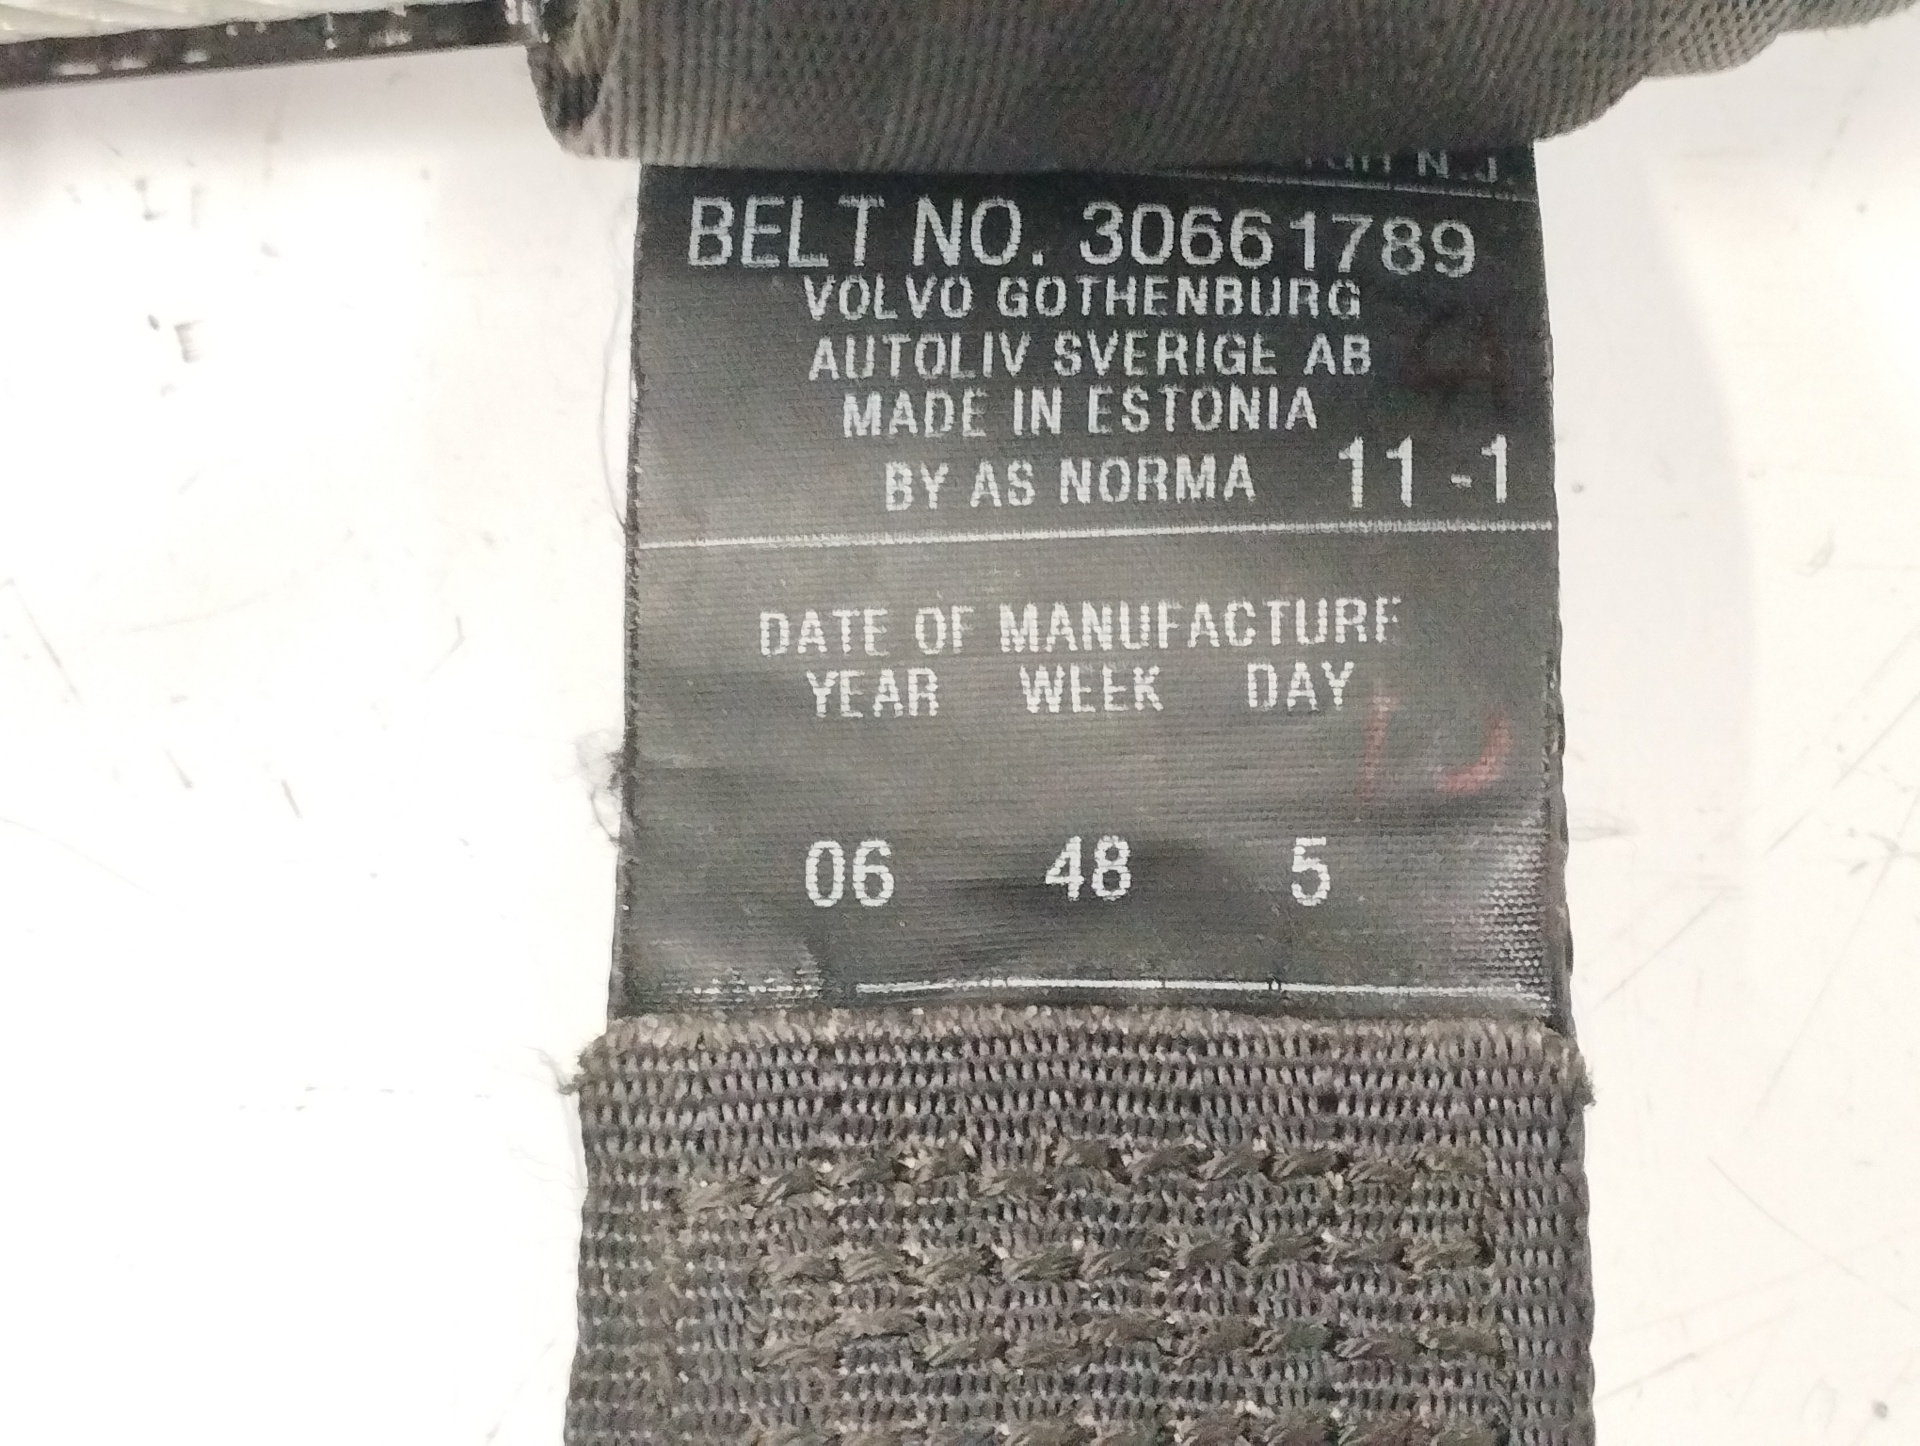 N.J.
BELT NO. 30661789
VOLVO GOTHENBURG
AUTOLIV SVERIGE AB
MADE IN ESTONIA
BY AS NORMA 11-1
DATE OF MANUFACTURE
YEAR WEEK DAY
06 48 5